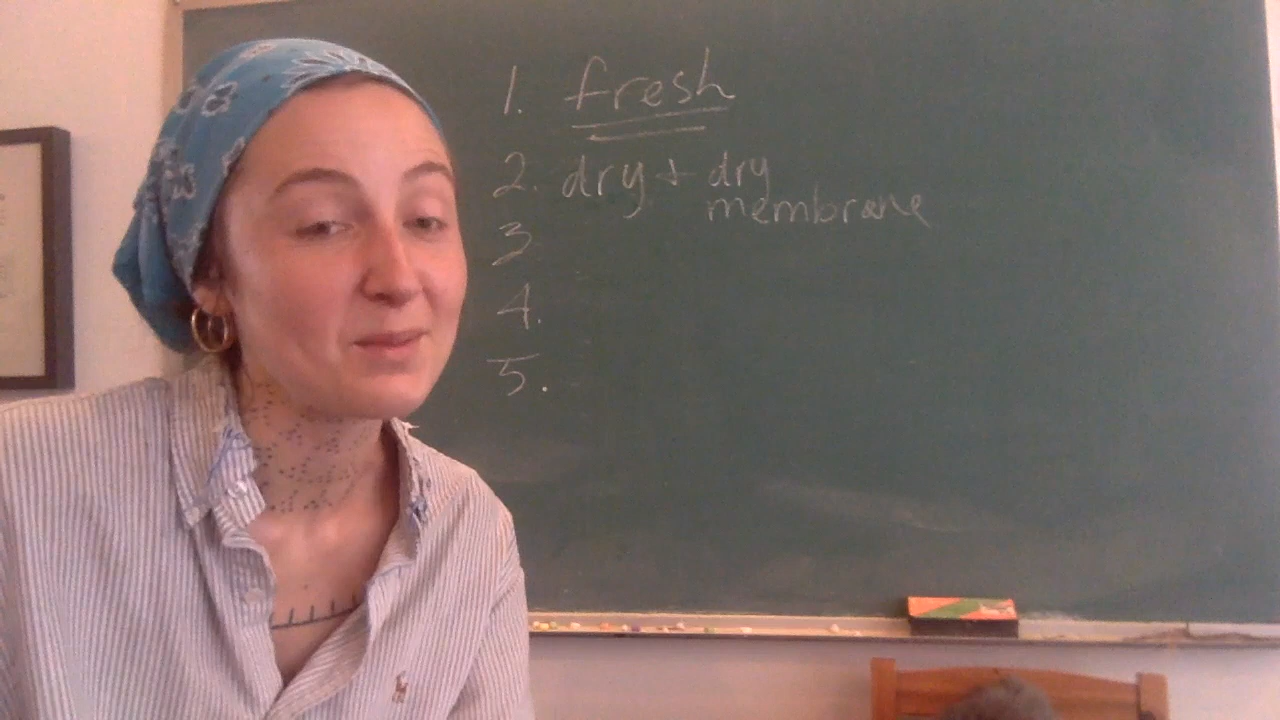 1. fresh
2. dry + dry
membrane
3
4.
5.